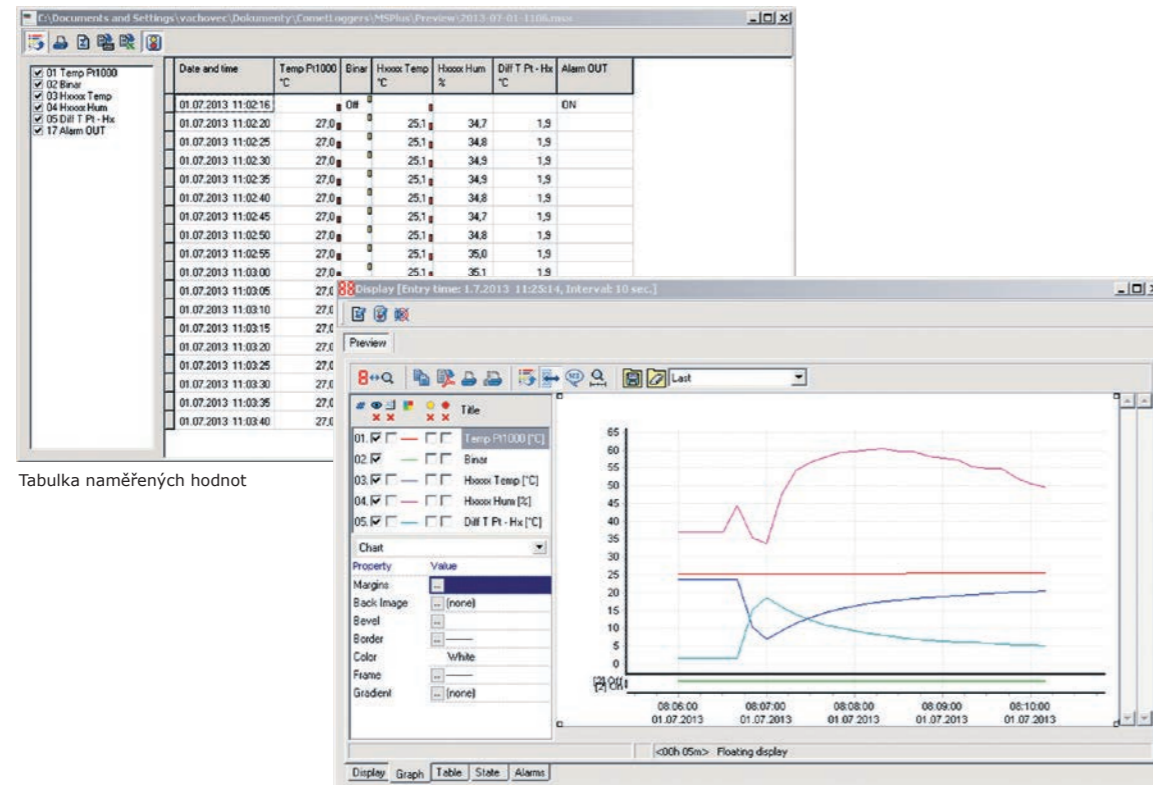 C:\Documents and Settings\vachovec\Dokumenty\CometLoggers\MSPlus\Preview\2013-07-01-1106.msx
01 Temp Pt1000
02 Binar
03 Hxxxx Temp
04 Hxxxx Hum
05 Diff T Pt - Hx
17 Alarm OUT
Date and time Temp Pt1000 °C Binar Hxxxx Temp °C Hxxxx Hum % Diff T Pt - Hx °C Alarm OUT
01.07.2013 11:02:16 Off ON
01.07.2013 11:02:20 27,0 25,1 34,7 1,9
01.07.2013 11:02:25 27,0 25,1 34,8 1,9
01.07.2013 11:02:30 27,0 25,1 34,9 1,9
01.07.2013 11:02:35 27,0 25,1 34,9 1,9
01.07.2013 11:02:40 27,0 25,1 34,8 1,9
01.07.2013 11:02:45 27,0 25,1 34,7 1,9
01.07.2013 11:02:50 27,0 25,1 34,8 1,9
01.07.2013 11:02:55 27,0 25,1 35,0 1,9
01.07.2013 11:03:00 27,0 25,1 35,1 1,9
01.07.2013 11:03:05
01.07.2013 11:03:10
01.07.2013 11:03:15
01.07.2013 11:03:20
01.07.2013 11:03:25
01.07.2013 11:03:30
01.07.2013 11:03:35
01.07.2013 11:03:40
Tabulka naměřených hodnot
Display [Entry time: 1.7.2013 11:25:14, Interval: 10 sec.]
Preview
Last
Title
01. Temp Pt1000 [°C]
02. Binar
03. Hxxxx Temp [°C]
04. Hxxxx Hum [%]
05. Diff T Pt - Hx [°C]
Chart
Property Value
Margins
Back Image (none)
Bevel
Border
Color White
Frame
Gradient (none)
65
60
55
50
45
40
35
30
25
20
15
10
5
0
[2] Off
[2] On
08:06:00 08:07:00 08:08:00 08:09:00 08:10:00
01.07.2013 01.07.2013 01.07.2013 01.07.2013 01.07.2013
<00h 05m> Floating display
Display Graph Table State Alarms